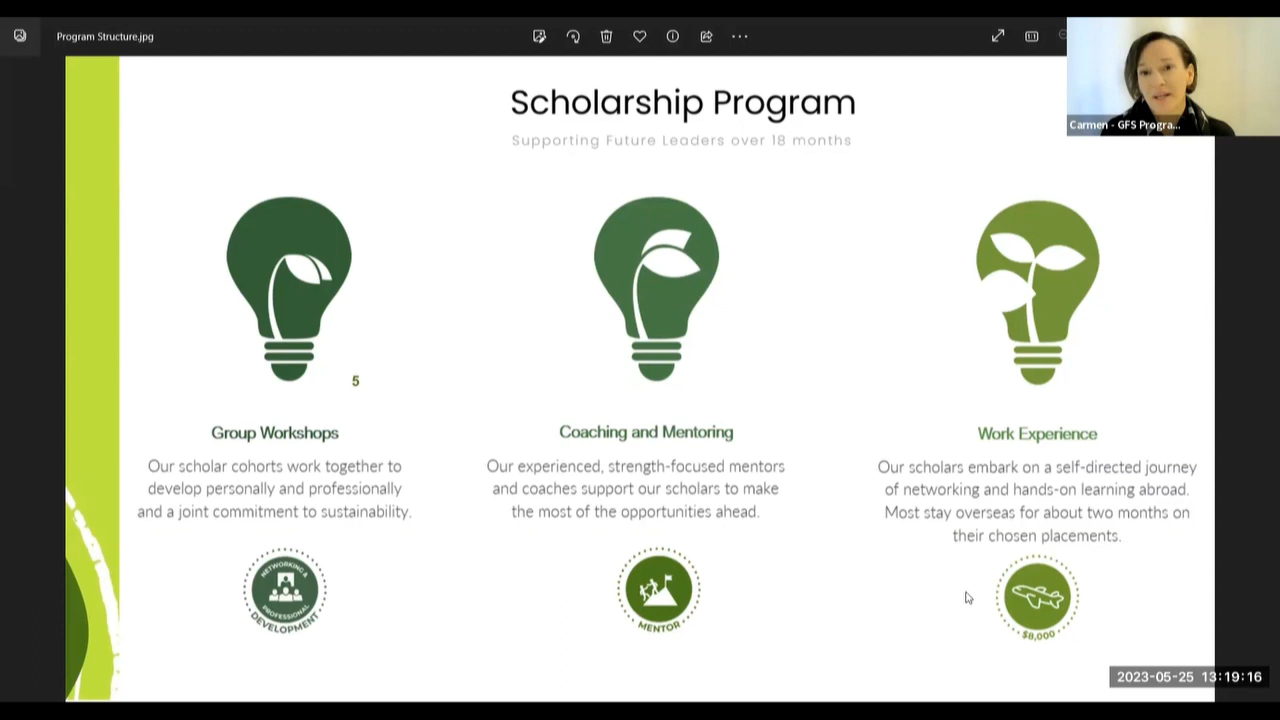 Program Structure.jpg
Scholarship Program
Supporting Future Leaders over 18 months
Carmen - GFS Progra...
5
Group Workshops
Our scholar cohorts work together to
develop personally and professionally
and a joint commitment to sustainability.
NETWORKING &
PROFESSIONAL
DEVELOPMENT
Coaching and Mentoring
Our experienced, strength-focused mentors
and coaches support our scholars to make
the most of the opportunities ahead.
MENTOR
Work Experience
Our scholars embark on a self-directed journey
of networking and hands-on learning abroad.
Most stay overseas for about two months on
their chosen placements.
$8,000
2023-05-25 13:19:16